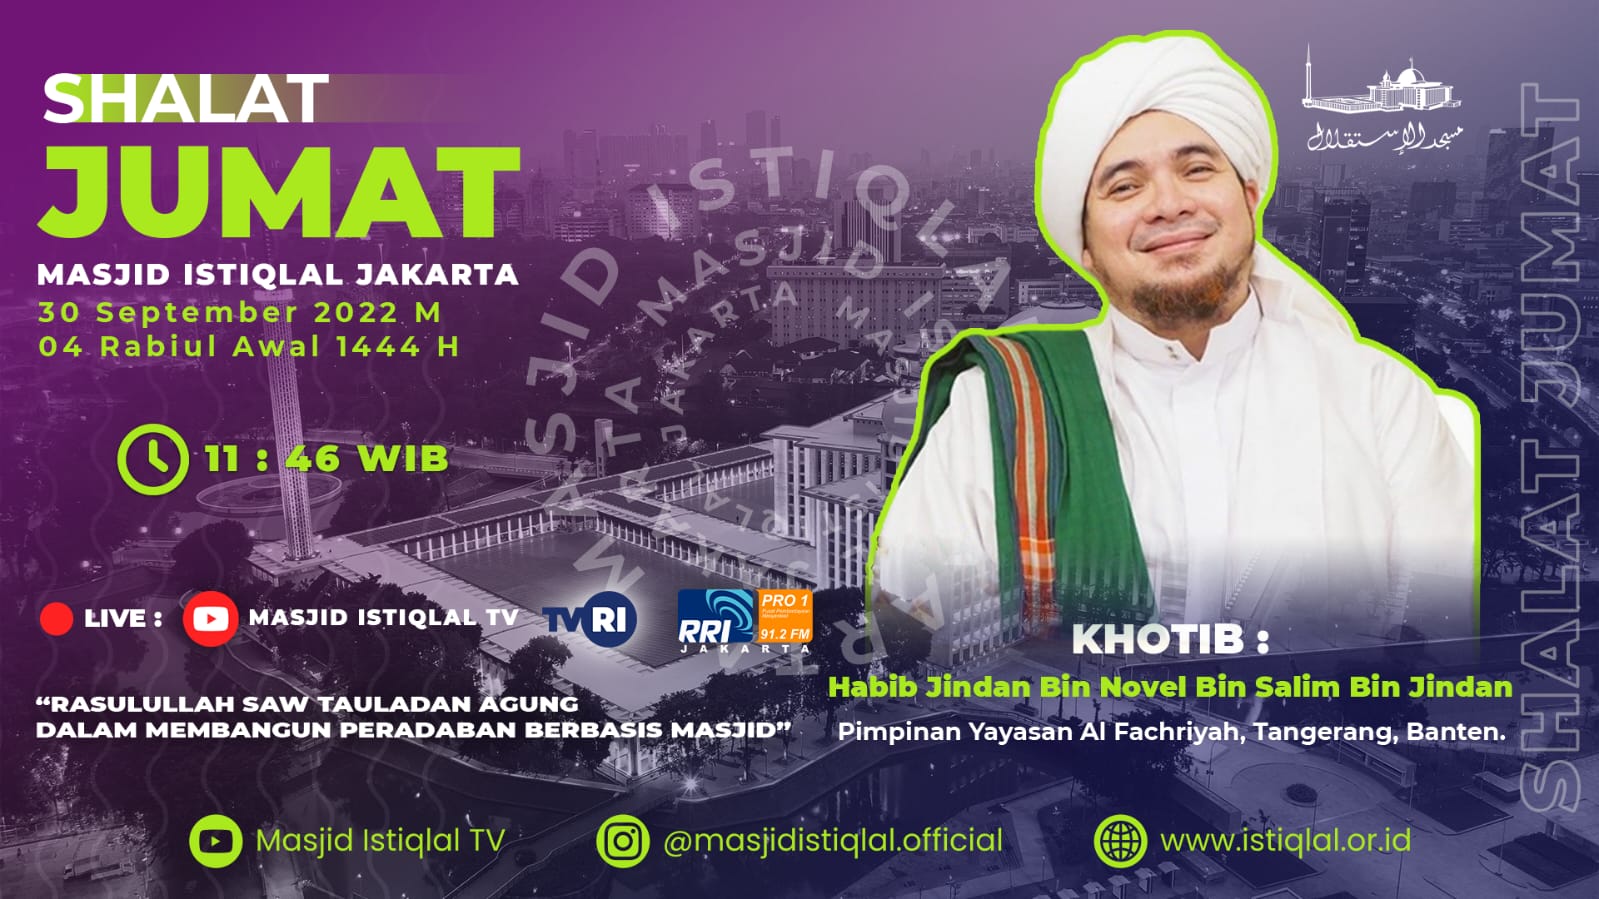 SHALAT
JUMAT
MASJID ISTIQLAL JAKARTA
30 September 2022 M
04 Rabiul Awal 1444 H
11 : 46 WIB
LIVE :
MASJID ISTIQLAL TV
TVRI
RRI
JAKARTA
PRO 1
91.2 FM
“RASULULLAH SAW TAULADAN AGUNG
DALAM MEMBANGUN PERADABAN BERBASIS MASJID”
مسجد الإستقلال
KHOTIB :
Habib Jindan Bin Novel Bin Salim Bin Jindan
Pimpinan Yayasan Al Fachriyah, Tangerang, Banten.
SHALAT JUMAT
MASJID ISTIQLAL
Masjid Istiqlal TV
@masjidistiqlal.official
www.istiqlal.or.id